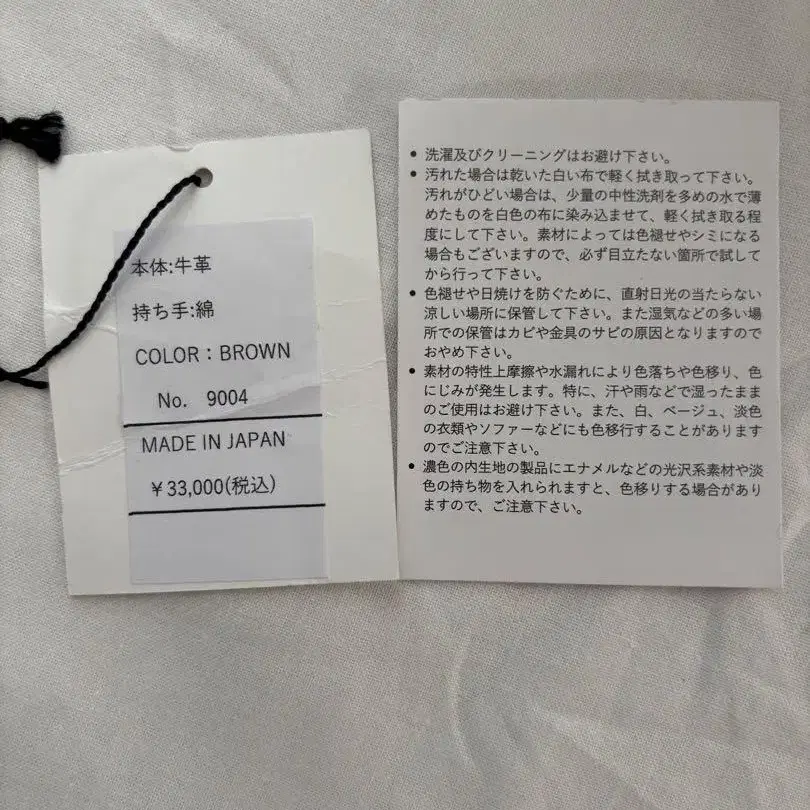 本体:牛革
持ち手:綿
COLOR：BROWN
No. 9004
MADE IN JAPAN
￥33,000(税込)
● 洗濯及びクリーニングはお避け下さい。
● 汚れた場合は乾いた白い布で軽く拭き取って下さい。
汚れがひどい場合は、少量の中性洗剤を多めの水で薄
めたものを白色の布に染み込ませて、軽く拭き取る程
度にして下さい。素材によっては色褪せやシミになる
場合もございますので、必ず目立たない箇所で試して
から行って下さい。
● 色褪せや日焼けを防ぐために、直射日光の当たらない
涼しい場所に保管して下さい。また湿気などの多い場
所での保管はカビや金具のサビの原因となりますので
おやめ下さい。
● 素材の特性上摩擦や水漏れにより色落ちや色移り、色
にじみが発生します。特に、汗や雨などで湿ったまま
のご使用はお避け下さい。また、白、ベージュ、淡色
の衣類やソファーなどにも色移行することがあります
のでご注意下さい。
● 濃色の内生地の製品にエナメルなどの光沢系素材や淡
色の持ち物を入れられますと、色移りする場合があり
ますので、ご注意下さい。